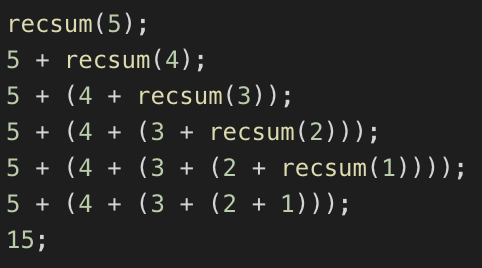 recsum(5);
5 + recsum(4);
5 + (4 + recsum(3));
5 + (4 + (3 + recsum(2)));
5 + (4 + (3 + (2 + recsum(1))));
5 + (4 + (3 + (2 + 1)));
15;